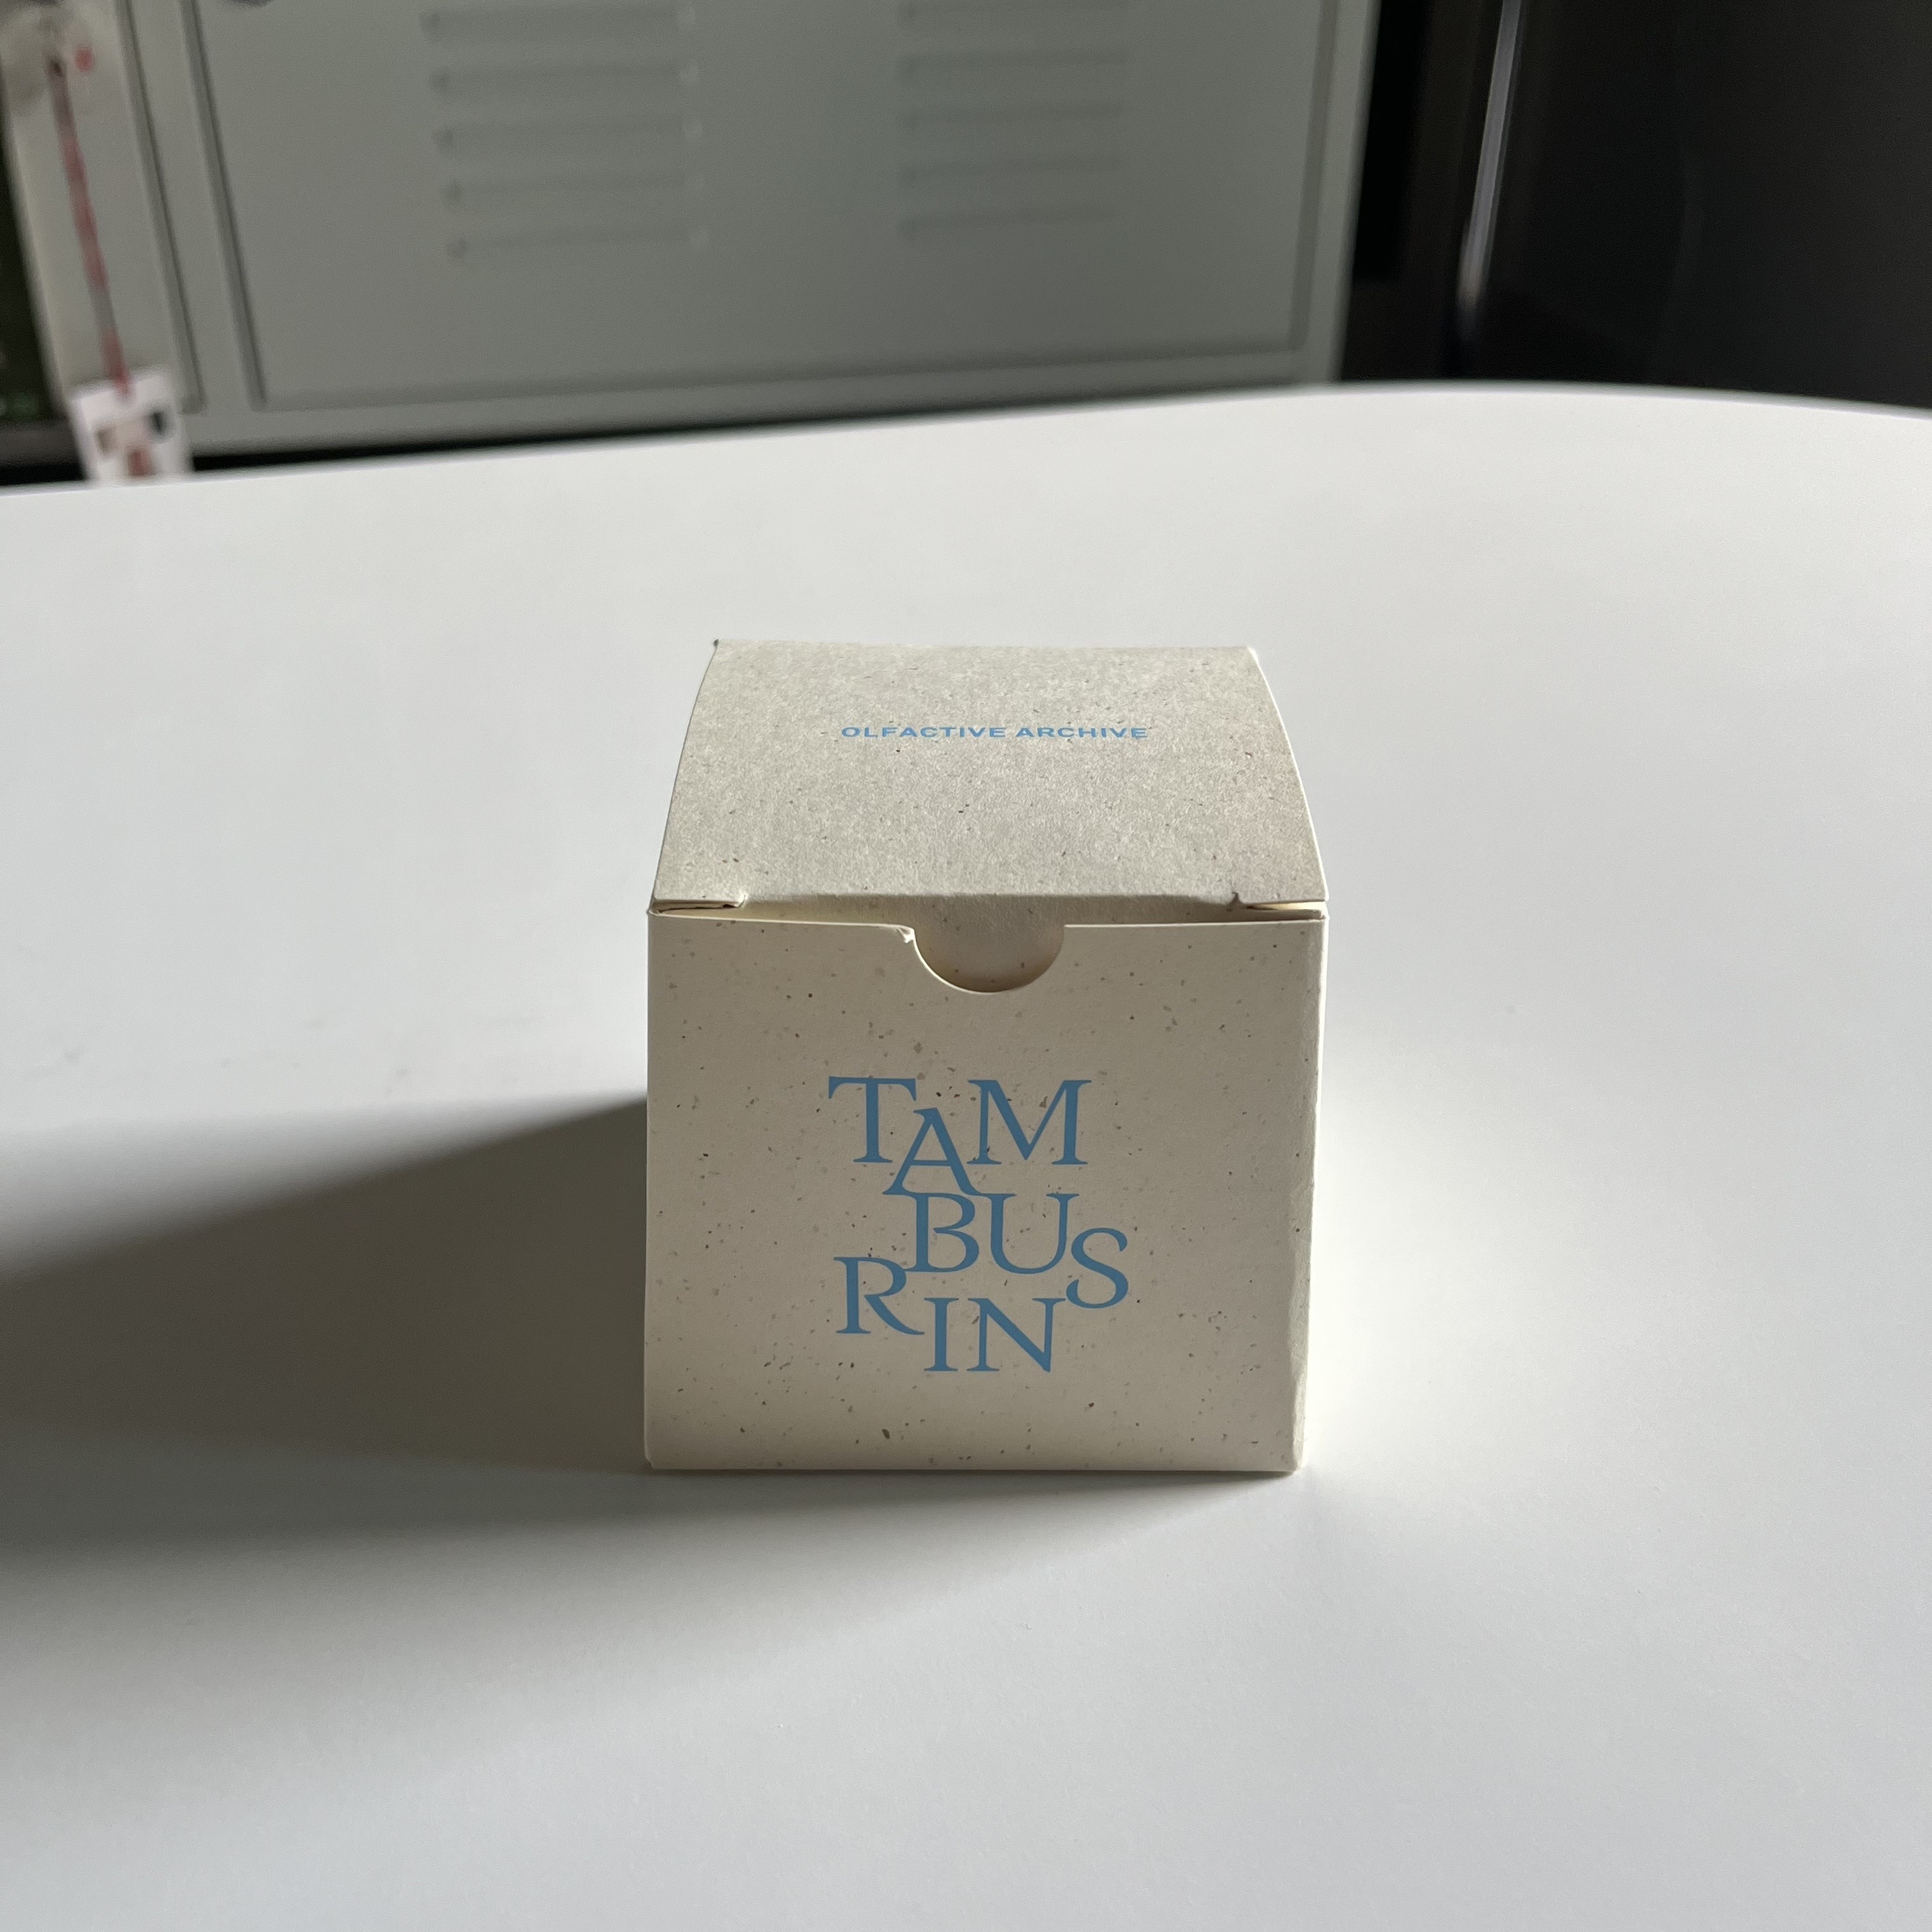 OLFACTIVE ARCHIVE
TAM
BUS
RIN